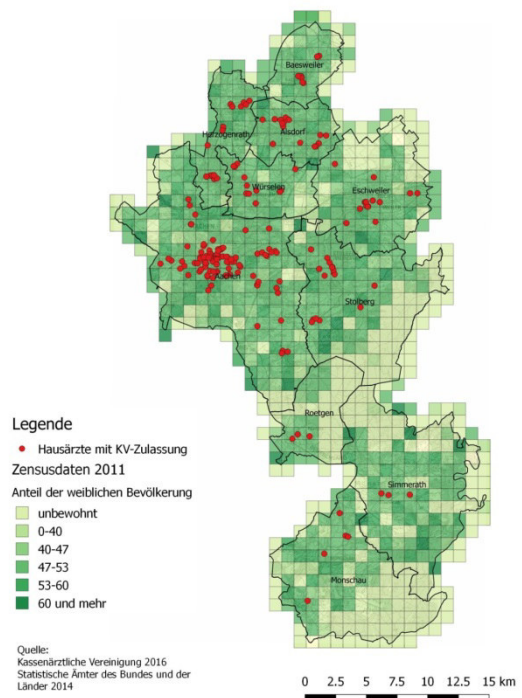 Baesweiler
Herzogenrath
Alsdorf
Würselen
Eschweiler
Aachen
Stolberg
Roetgen
Simmerath
Monschau
Legende
Hausärzte mit KV-Zulassung
Zensusdaten 2011
Anteil der weiblichen Bevölkerung
unbewohnt
0-40
40-47
47-53
53-60
60 und mehr
Quelle:
Kassenärztliche Vereinigung 2016
Statistische Ämter des Bundes und der
Länder 2014
0 2.5 5 7.5 10 12.5 15 km